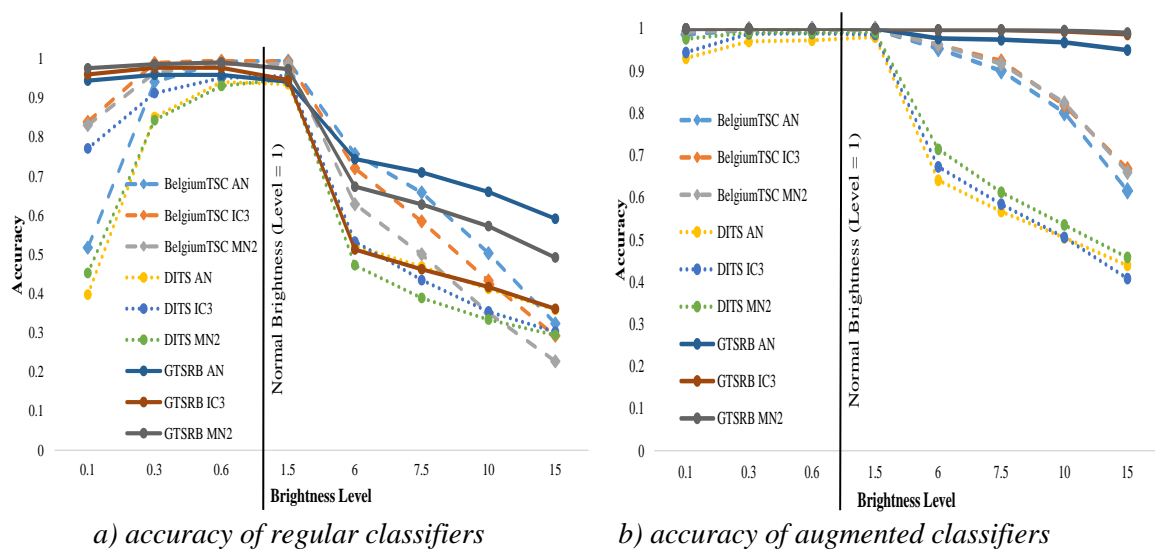 1
0.9
0.8
0.7
0.6
0.5
0.4
0.3
0.2
0.1
0
Accuracy
BelgiumTSC AN
BelgiumTSC IC3
BelgiumTSC MN2
DITS AN
DITS IC3
DITS MN2
GTSRB AN
GTSRB IC3
GTSRB MN2
Normal Brightness (Level = 1)
0.1 0.3 0.6 1.5 6 7.5 10 15
Brightness Level
a) accuracy of regular classifiers
1
0.9
0.8
0.7
0.6
0.5
0.4
0.3
0.2
0.1
0
Accuracy
BelgiumTSC AN
BelgiumTSC IC3
BelgiumTSC MN2
DITS AN
DITS IC3
DITS MN2
GTSRB AN
GTSRB IC3
GTSRB MN2
Normal Brightness (Level = 1)
0.1 0.3 0.6 1.5 6 7.5 10 15
Brightness Level
b) accuracy of augmented classifiers